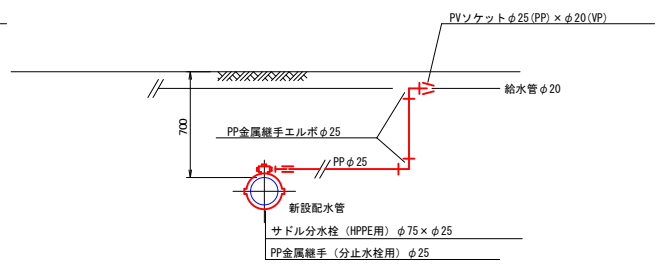 PVソケットφ25(PP)×φ20(VP)
給水管φ20
700
PP金属継手エルボφ25
PPφ25
新設配水管
サドル分水栓（HPPE用）φ75×φ25
PP金属継手（分止水栓用）φ25